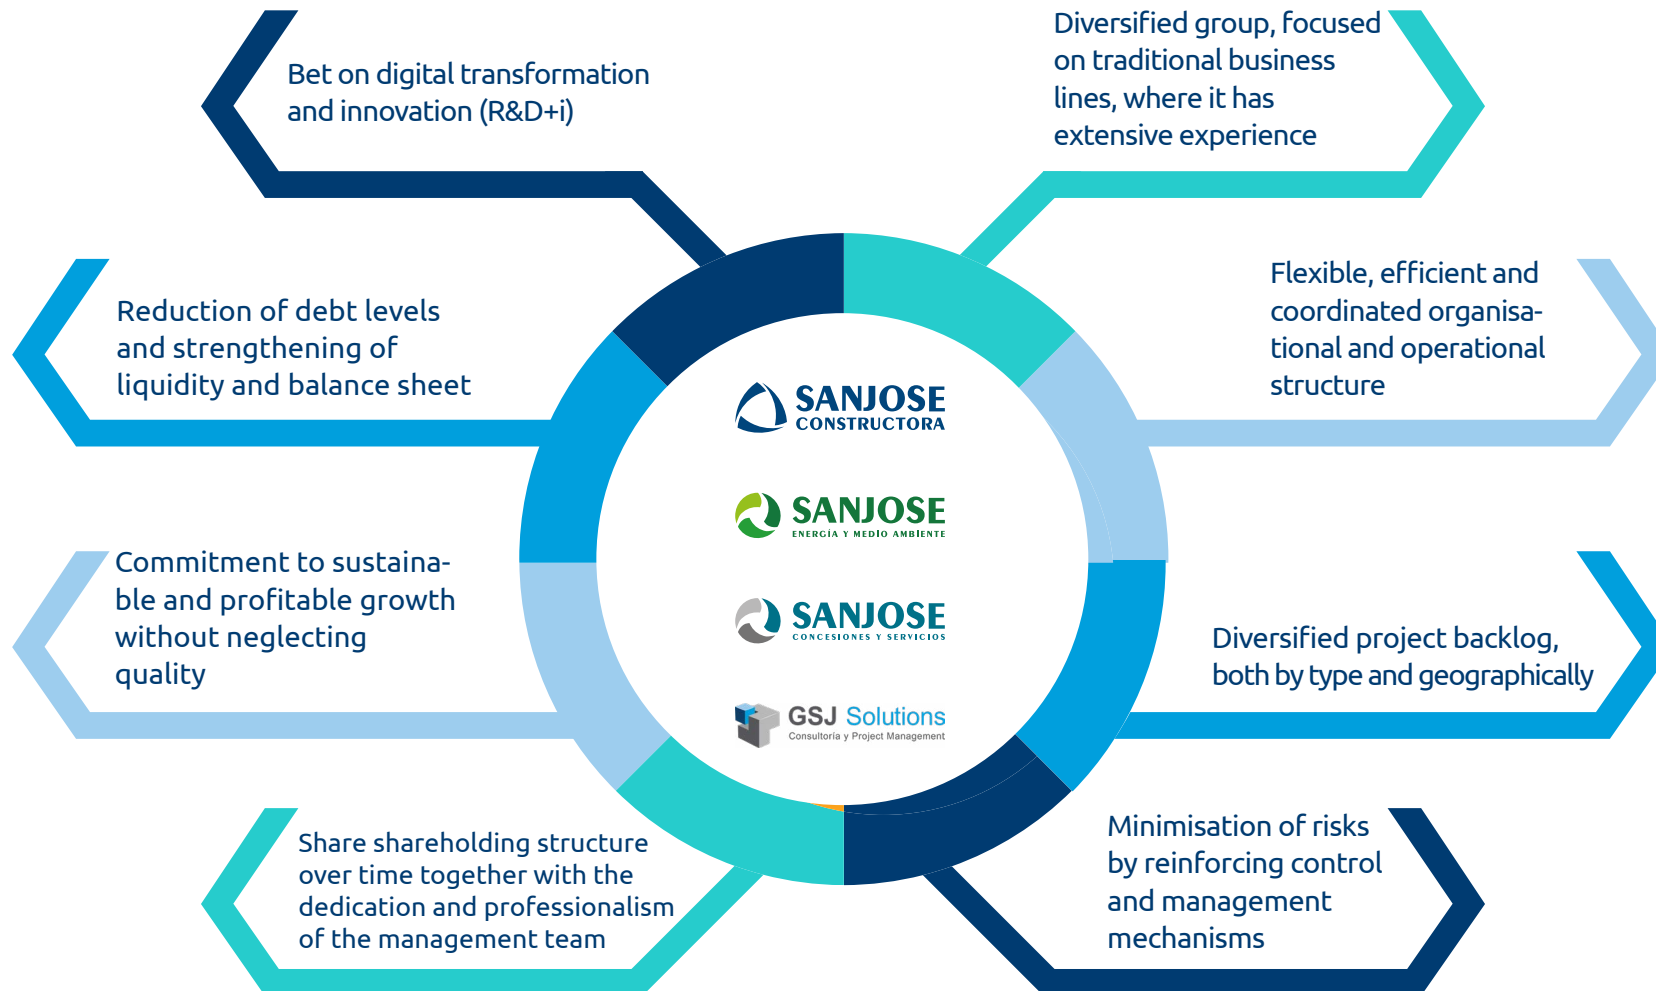 Bet on digital transformation
and innovation (R&D+i)
Diversified group, focused
on traditional business
lines, where it has
extensive experience
Reduction of debt levels
and strengthening of
liquidity and balance sheet
Flexible, efficient and
coordinated organisa-
tional and operational
structure
SANJOSE
CONSTRUCTORA
SANJOSE
ENERGÍA Y MEDIO AMBIENTE
SANJOSE
CONCESIONES Y SERVICIOS
GSJ Solutions
Consultoría y Project Management
Commitment to sustaina-
ble and profitable growth
without neglecting
quality
Diversified project backlog,
both by type and geographically
Share shareholding structure
over time together with the
dedication and professionalism
of the management team
Minimisation of risks
by reinforcing control
and management
mechanisms